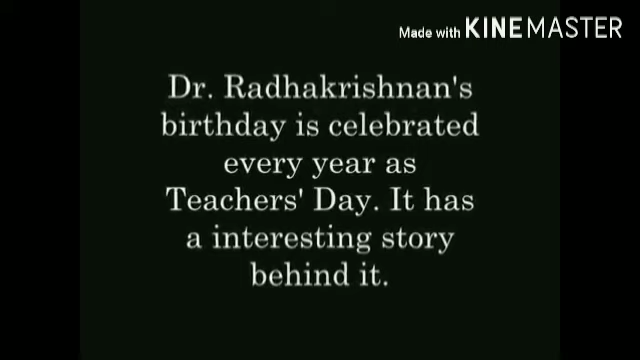 Made with KINEMASTER
Dr. Radhakrishnan's
birthday is celebrated
every year as
Teachers' Day. It has
a interesting story
behind it.